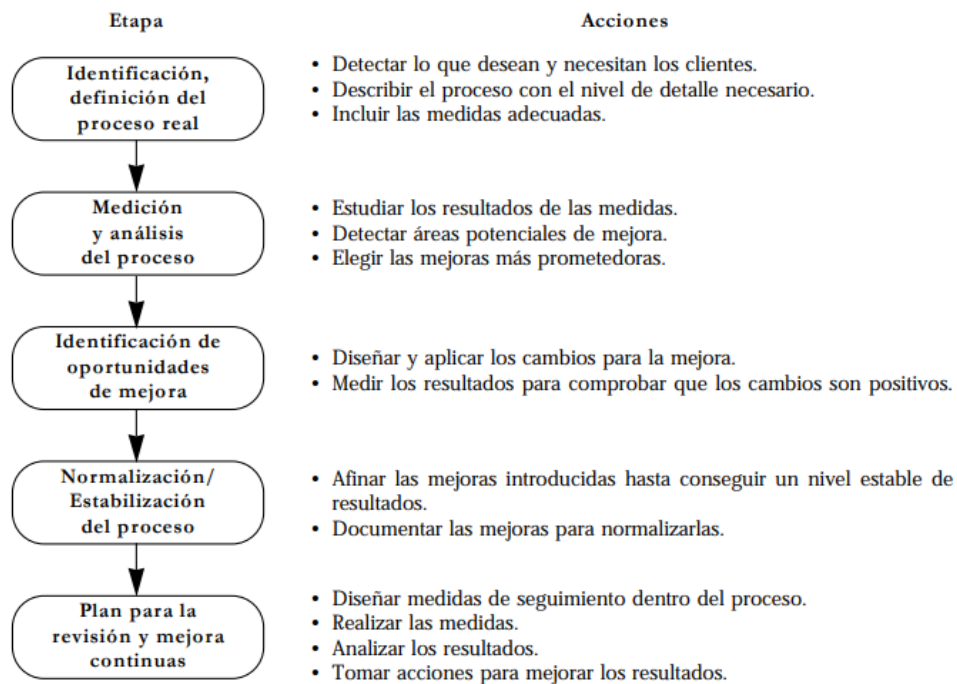 Etapa
Acciones
Identificación,
definición del
proceso real
• Detectar lo que desean y necesitan los clientes.
• Describir el proceso con el nivel de detalle necesario.
• Incluir las medidas adecuadas.
Medición
y análisis
del proceso
• Estudiar los resultados de las medidas.
• Detectar áreas potenciales de mejora.
• Elegir las mejoras más prometedoras.
Identificación de
oportunidades
de mejora
• Diseñar y aplicar los cambios para la mejora.
• Medir los resultados para comprobar que los cambios son positivos.
Normalización/
Estabilización
del proceso
• Afinar las mejoras introducidas hasta conseguir un nivel estable de
resultados.
• Documentar las mejoras para normalizarlas.
Plan para la
revisión y mejora
continuas
• Diseñar medidas de seguimiento dentro del proceso.
• Realizar las medidas.
• Analizar los resultados.
• Tomar acciones para mejorar los resultados.